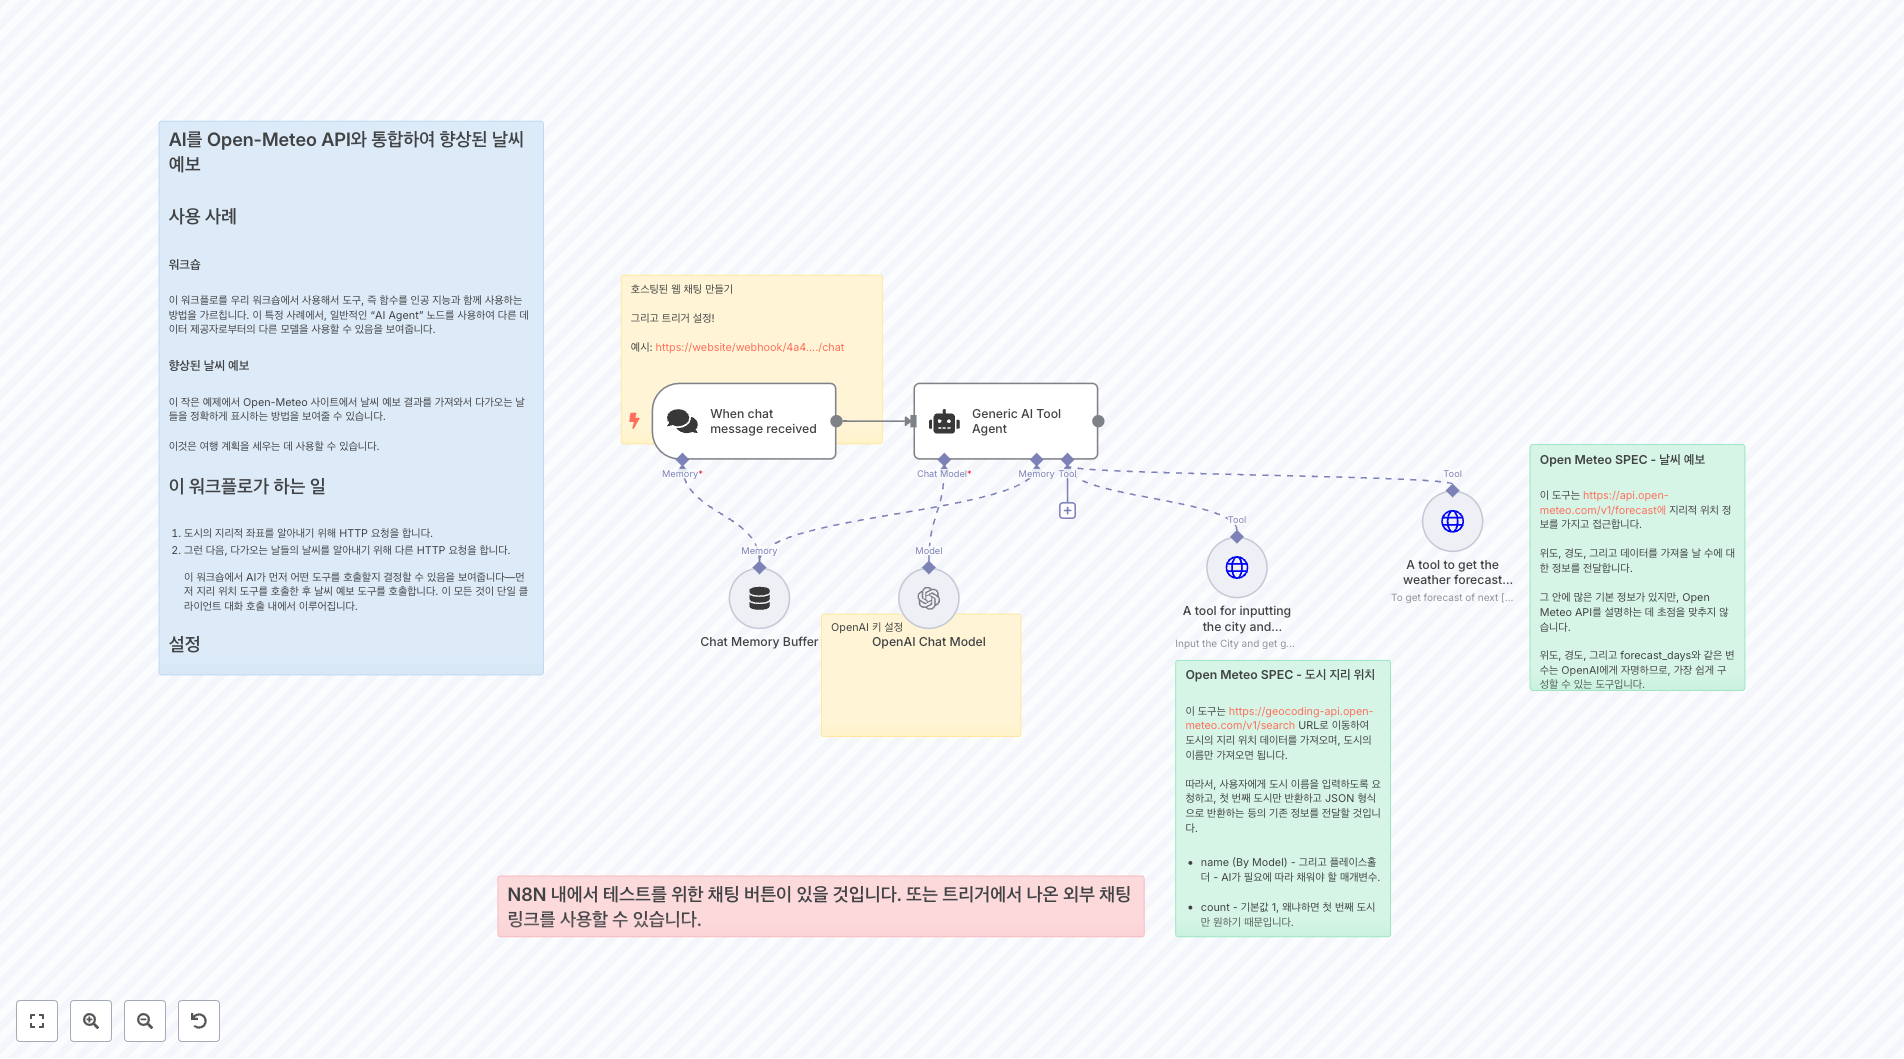 AI를 Open-Meteo API와 통합하여 향상된 날씨
예보
사용 사례
워크숍
이 워크플로를 우리 워크숍에서 사용해서 도구, 즉 함수를 인공 지능과 함께 사용하는
방법을 가르칩니다. 이 특정 사례에서, 일반적인 “AI Agent” 노드를 사용하여 다른 데
이터 제공자로부터의 다른 모델을 사용할 수 있음을 보여줍니다.
향상된 날씨 예보
이 작은 예제에서 Open-Meteo 사이트에서 날씨 예보 결과를 가져와서 다가오는 날
들을 정확하게 표시하는 방법을 보여줄 수 있습니다.
이것은 여행 계획을 세우는 데 사용할 수 있습니다.
이 워크플로가 하는 일
1. 도시의 지리적 좌표를 알아내기 위해 HTTP 요청을 합니다.
2. 그런 다음, 다가오는 날들의 날씨를 알아내기 위해 다른 HTTP 요청을 합니다.
이 워크숍에서 AI가 먼저 어떤 도구를 호출할지 결정할 수 있음을 보여줍니다—먼
저 지리 위치 도구를 호출한 후 날씨 예보 도구를 호출합니다. 이 모든 것이 단일 클
라이언트 대화 호출 내에서 이루어집니다.
설정
호스팅된 웹 채팅 만들기
그리고 트리거 설정!
예시: https://website/webhook/4a4..../chat
When chat
message received
Generic AI Tool
Agent
Memory*
Chat Model*
Memory
Tool
Memory
Model
Tool
Tool
Chat Memory Buffer
OpenAI 키 설정
OpenAI Chat Model
A tool for inputting
the city and...
Input the City and get g...
A tool to get the
weather forecast...
To get forecast of next [...
Open Meteo SPEC - 날씨 예보
이 도구는 https://api.open-
meteo.com/v1/forecast에 지리적 위치 정
보를 가지고 접근합니다.
위도, 경도, 그리고 데이터를 가져올 날 수에 대
한 정보를 전달합니다.
그 안에 많은 기본 정보가 있지만, Open
Meteo API를 설명하는 데 초점을 맞추지 않
습니다.
위도, 경도, 그리고 forecast_days와 같은 변
수는 OpenAI에게 자명하므로, 가장 쉽게 구
성할 수 있는 도구입니다.
Open Meteo SPEC - 도시 지리 위치
이 도구는 https://geocoding-api.open-
meteo.com/v1/search URL로 이동하여
도시의 지리 위치 데이터를 가져오며, 도시의
이름만 가져오면 됩니다.
따라서, 사용자에게 도시 이름을 입력하도록 요
청하고, 첫 번째 도시만 반환하고 JSON 형식
으로 반환하는 등의 기존 정보를 전달할 것입니
다.
• name (By Model) - 그리고 플레이스홀
더 - AI가 필요에 따라 채워야 할 매개변수.
• count - 기본값 1, 왜냐하면 첫 번째 도시
만 원하기 때문입니다.
N8N 내에서 테스트를 위한 채팅 버튼이 있을 것입니다. 또는 트리거에서 나온 외부 채팅
링크를 사용할 수 있습니다.